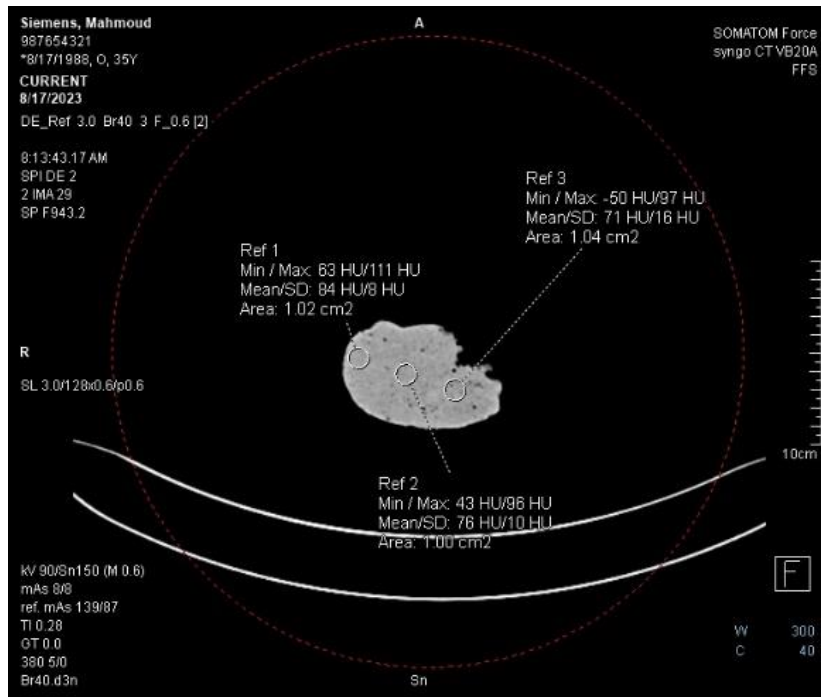 Siemens, Mahmoud
987654321
*8/17/1988, O, 35Y
CURRENT
8/17/2023
DE_Ref 3.0 Br40 3 F_0.6 [2]
8:13:43.17 AM
SPI DE 2
2 IMA 29
SP F943.2
A
SOMATOM Force
syngo CT VB20A
FFS
Ref 3
Min / Max: -50 HU/97 HU
Mean/SD: 71 HU/16 HU
Area: 1.04 cm2
Ref 1
Min / Max: 63 HU/111 HU
Mean/SD: 84 HU/8 HU
Area: 1.02 cm2
R
SL 3.0/128x0.6/p0.6
10cm
Ref 2
Min / Max: 43 HU/96 HU
Mean/SD: 76 HU/10 HU
Area: 1.00 cm2
kV 90/Sn150 (M 0.6)
mAs 8/8
ref. mAs 139/87
TI 0.28
GT 0.0
380 5/0
Br40.d3n
Sn
F
W 300
C 40